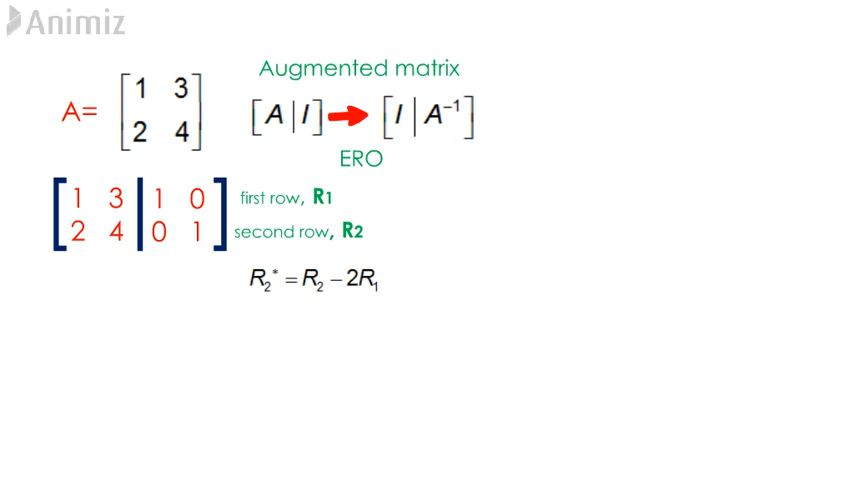 Animiz
Augmented matrix
A= [1 3
2 4]
[A | I] → [I | A⁻¹]
ERO
[1 3 | 1 0 first row, R1
2 4 | 0 1] second row, R2
R₂* = R₂ − 2R₁